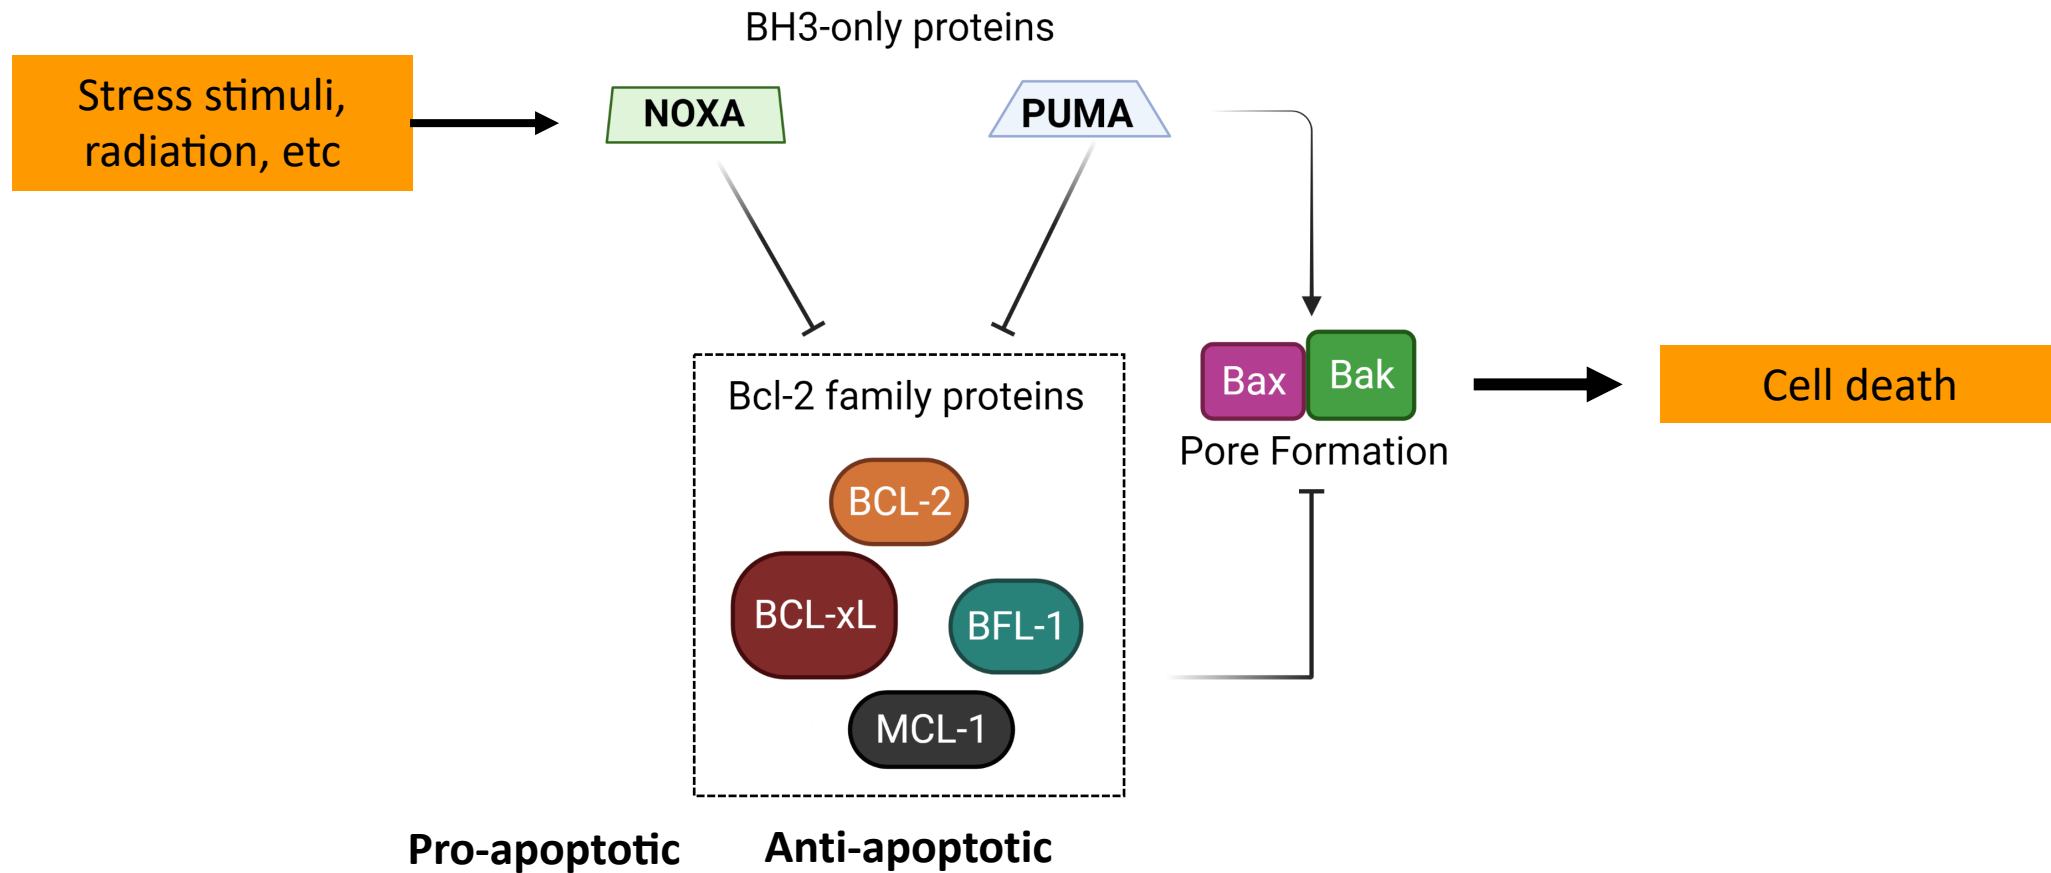 BH3-only proteins
Stress stimuli,
radiation, etc
NOXA
PUMA
Bax
Bak
Pore Formation
Cell death
Bcl-2 family proteins
BCL-2
BCL-xL
BFL-1
MCL-1
Pro-apoptotic
Anti-apoptotic